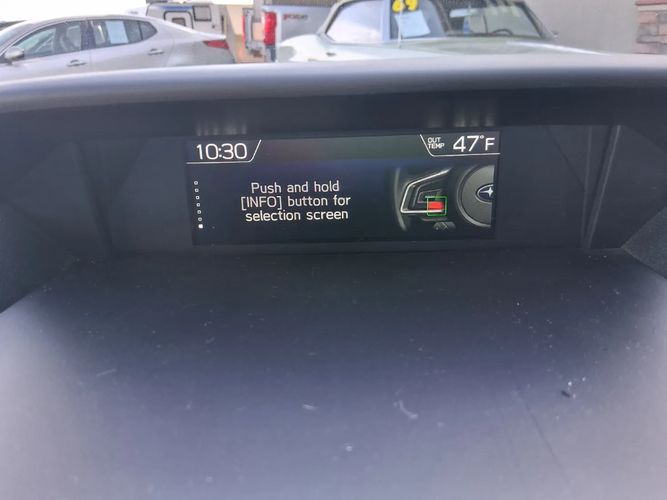 10:30
OUT
TEMP
47°F
Push and hold
[INFO] button for
selection screen